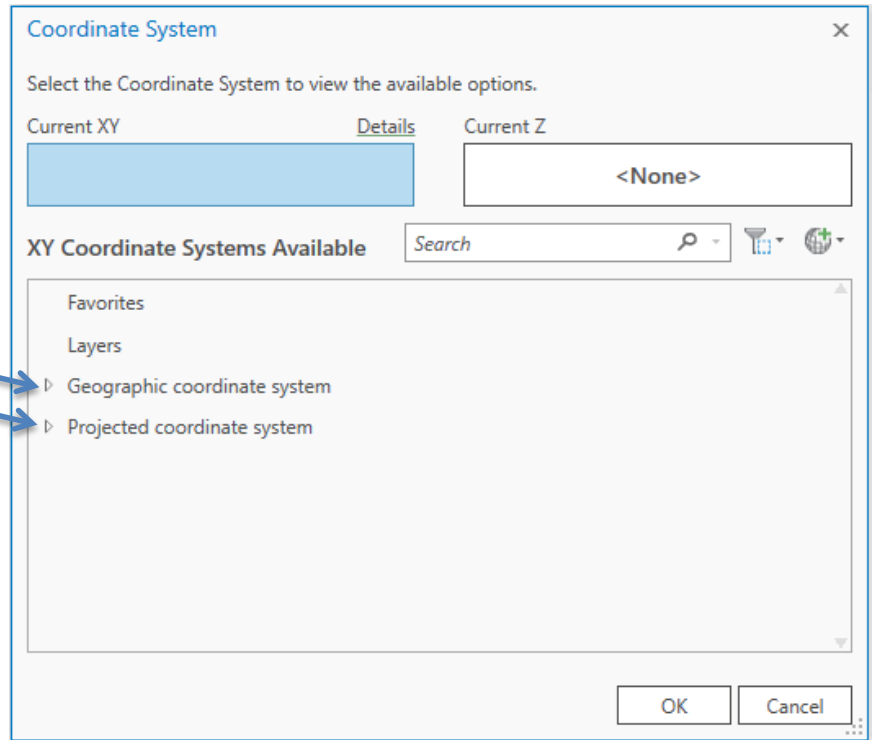 Coordinate System
Select the Coordinate System to view the available options.
Current XY Details Current Z
<None>
XY Coordinate Systems Available Search
Favorites
Layers
Geographic coordinate system
Projected coordinate system
OK Cancel